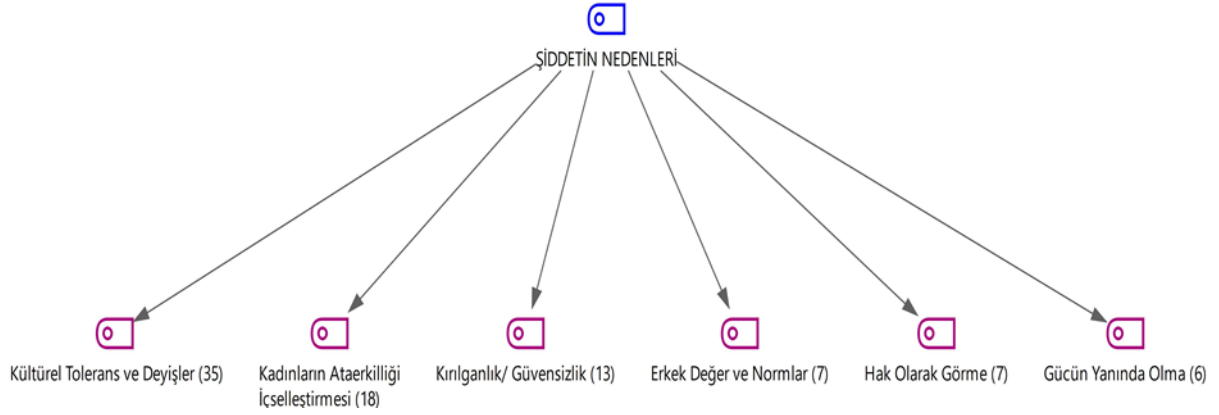 ŞİDDETİN NEDENLERİ
Kültürel Tolerans ve Deyişler (35)
Kadınların Ataerkilliği
İçselleştirmesi (18)
Kırılganlık/ Güvensizlik (13)
Erkek Değer ve Normlar (7)
Hak Olarak Görme (7)
Gücün Yanında Olma (6)